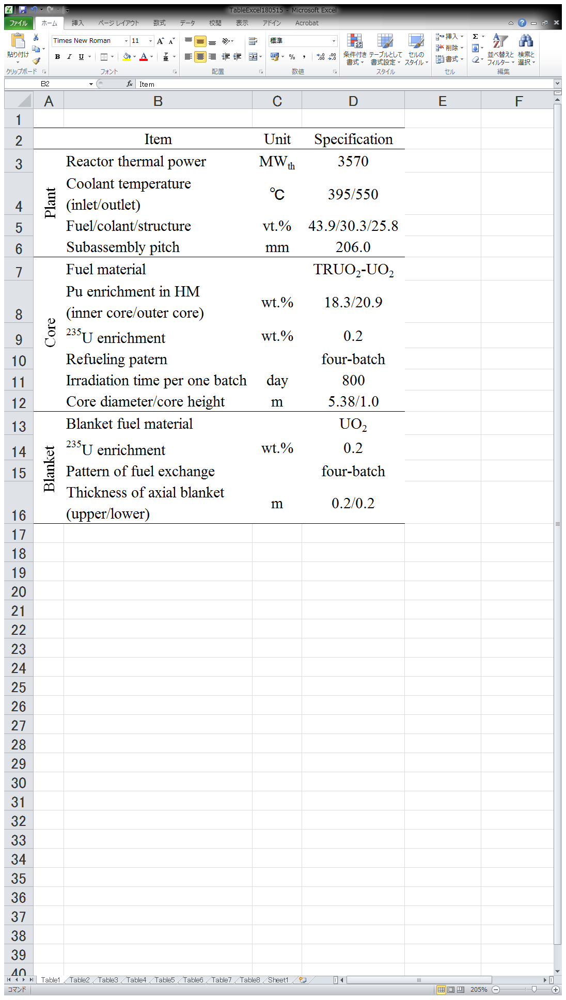 TableExcel180515 - Microsoft Excel
ファイル ホーム 挿入 ページ レイアウト 数式 データ 校閲 表示 アドイン Acrobat
Times New Roman 11 標準
貼り付け
B I U
条件付き書式 テーブルとして書式設定 セルのスタイル
挿入
削除
書式
Σ
並べ替えとフィルター 検索と選択
クリップボード フォント 配置 数値 スタイル セル 編集
B2 fx Item
A B C D E F
1
2 Item Unit Specification
Plant
3 Reactor thermal power MWth 3570
4 Coolant temperature (inlet/outlet) ℃ 395/550
5 Fuel/colant/structure vt.% 43.9/30.3/25.8
6 Subassembly pitch mm 206.0
Core
7 Fuel material TRUO2-UO2
8 Pu enrichment in HM (inner core/outer core) wt.% 18.3/20.9
9 235U enrichment wt.% 0.2
10 Refueling patern four-batch
11 Irradiation time per one batch day 800
12 Core diameter/core height m 5.38/1.0
Blanket
13 Blanket fuel material UO2
14 235U enrichment wt.% 0.2
15 Pattern of fuel exchange four-batch
16 Thickness of axial blanket (upper/lower) m 0.2/0.2
17
18
19
20
21
22
23
24
25
26
27
28
29
30
31
32
33
34
35
36
37
38
39
40
Table1 Table2 Table3 Table4 Table5 Table6 Table7 Table8 Sheet1
コマンド 205%